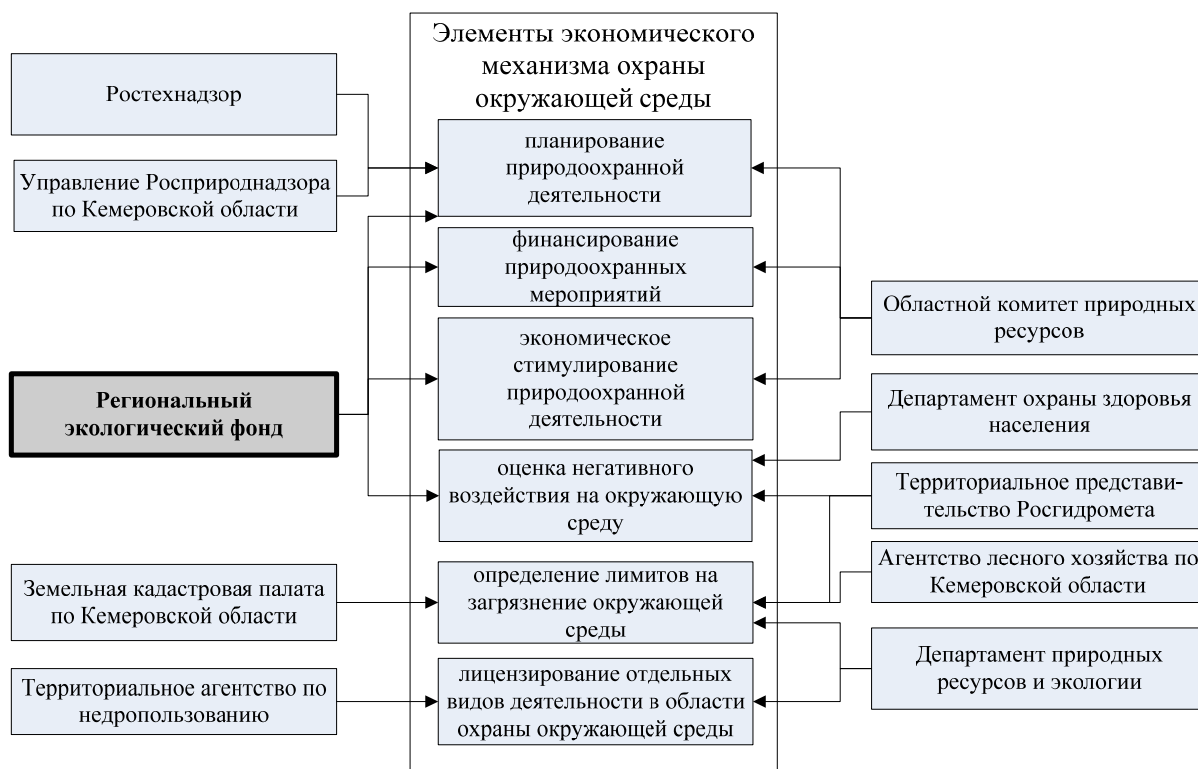 Элементы экономического
механизма охраны
окружающей среды
Ростехнадзор
Управление Росприроднадзора
по Кемеровской области
Региональный
экологический фонд
Земельная кадастровая палата
по Кемеровской области
Территориальное агентство по
недропользованию
планирование
природоохранной
деятельности
финансирование
природоохранных
мероприятий
экономическое
стимулирование
природоохранной
деятельности
оценка негативного
воздействия на окружающую
среду
определение лимитов на
загрязнение окружающей
среды
лицензирование отдельных
видов деятельности в области
охраны окружающей среды
Областной комитет природных
ресурсов
Департамент охраны здоровья
населения
Территориальное представи-
тельство Росгидромета
Агентство лесного хозяйства по
Кемеровской области
Департамент природных
ресурсов и экологии